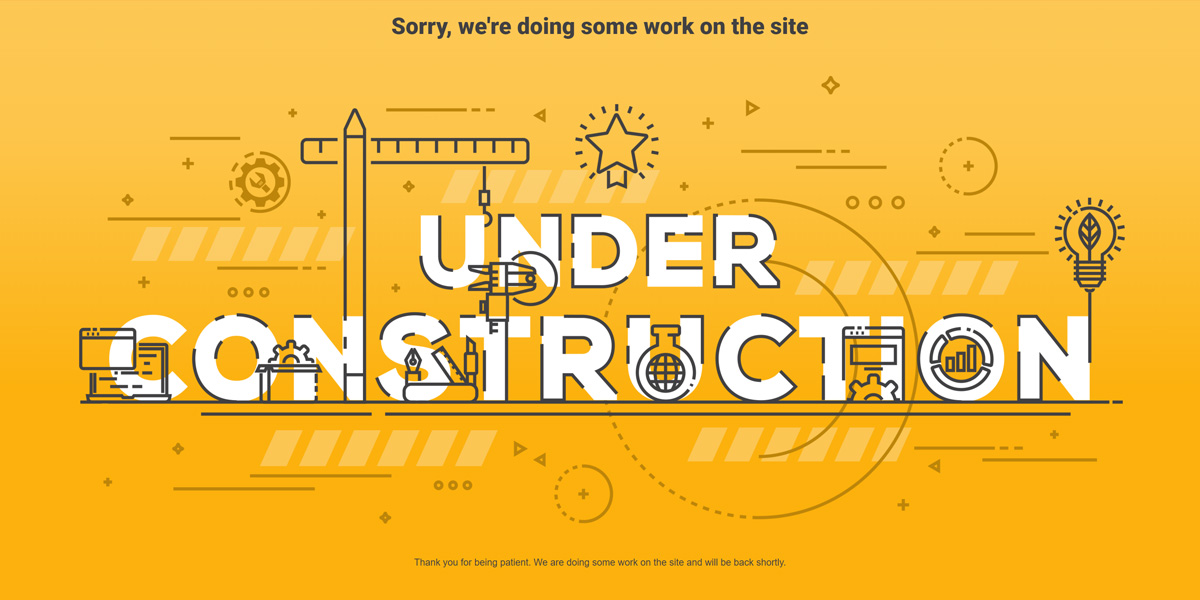 Sorry, we're doing some work on the site
UNDER
CONSTRUCTION
Thank you for being patient. We are doing some work on the site and will be back shortly.